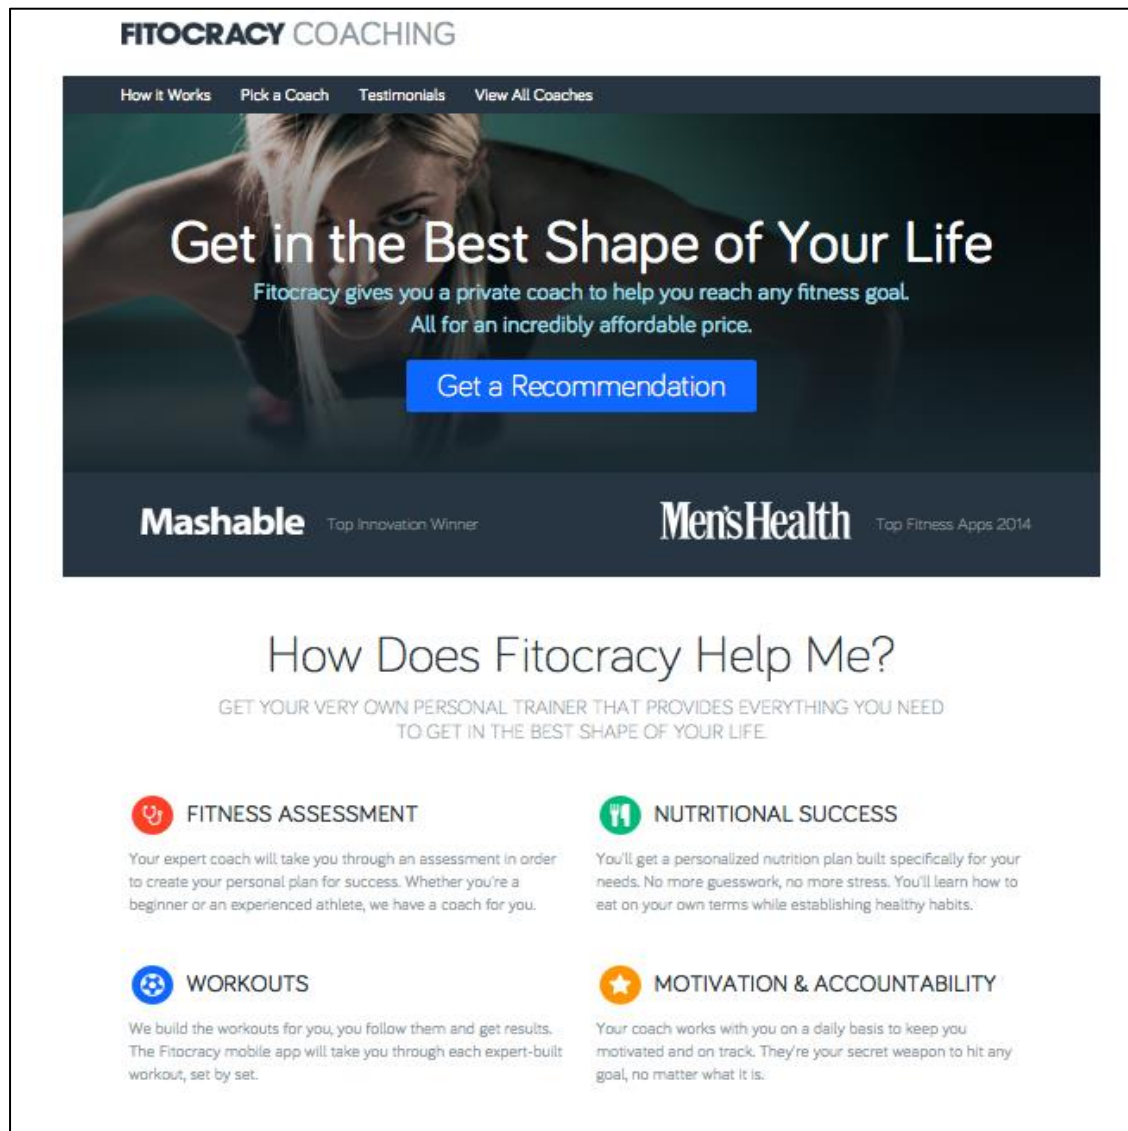 FITOCRACY COACHING
How it Works Pick a Coach Testimonials View All Coaches
Get in the Best Shape of Your Life
Fitocracy gives you a private coach to help you reach any fitness goal.
All for an incredibly affordable price.
Get a Recommendation
Mashable Top Innovation Winner Men'sHealth Top Fitness Apps 2014
How Does Fitocracy Help Me?
GET YOUR VERY OWN PERSONAL TRAINER THAT PROVIDES EVERYTHING YOU NEED
TO GET IN THE BEST SHAPE OF YOUR LIFE.
FITNESS ASSESSMENT
Your expert coach will take you through an assessment in order
to create your personal plan for success. Whether you're a
beginner or an experienced athlete, we have a coach for you.
NUTRITIONAL SUCCESS
You'll get a personalized nutrition plan built specifically for your
needs. No more guesswork, no more stress. You'll learn how to
eat on your own terms while establishing healthy habits.
WORKOUTS
We build the workouts for you, you follow them and get results.
The Fitocracy mobile app will take you through each expert-built
workout, set by set.
MOTIVATION & ACCOUNTABILITY
Your coach works with you on a daily basis to keep you
motivated and on track. They're your secret weapon to hit any
goal, no matter what it is.